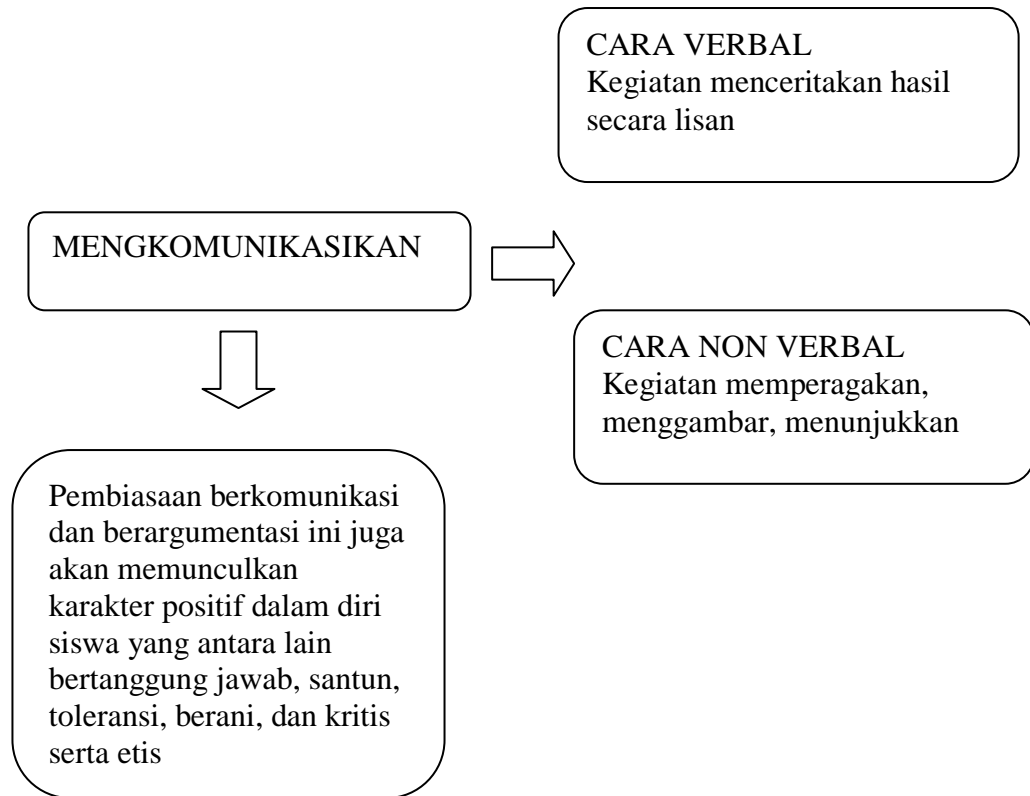 CARA VERBAL
Kegiatan menceritakan hasil
secara lisan
MENGKOMUNIKASIKAN
CARA NON VERBAL
Kegiatan memperagakan,
menggambar, menunjukkan
Pembiasaan berkomunikasi
dan berargumentasi ini juga
akan memunculkan
karakter positif dalam diri
siswa yang antara lain
bertanggung jawab, santun,
toleransi, berani, dan kritis
serta etis